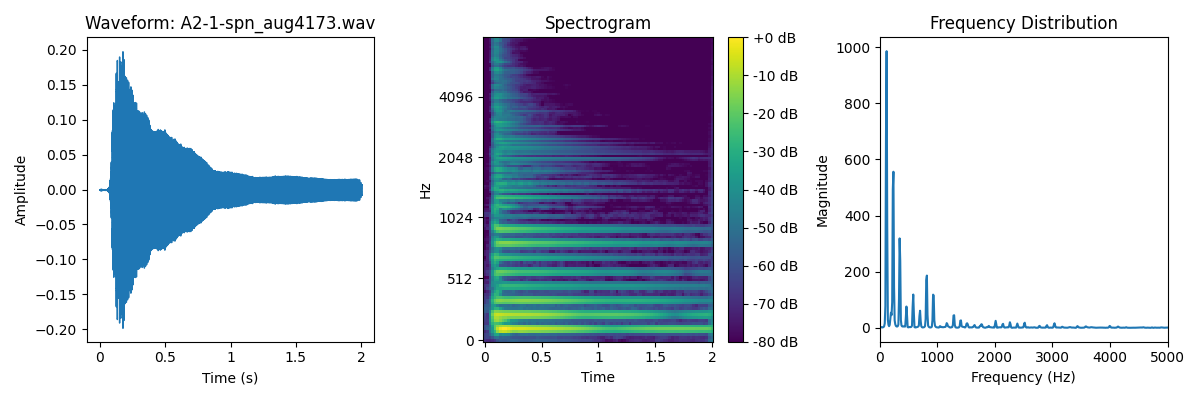 Waveform: A2-1-spn_aug4173.wav
0.20
0.15
0.10
0.05
0.00
−0.05
−0.10
−0.15
−0.20
Amplitude
0
0.5
1
1.5
2
Time (s)
Spectrogram
4096
2048
1024
512
0
Hz
0
0.5
1
1.5
2
Time
+0 dB
-10 dB
-20 dB
-30 dB
-40 dB
-50 dB
-60 dB
-70 dB
-80 dB
Frequency Distribution
1000
800
600
400
200
0
Magnitude
0
1000
2000
3000
4000
5000
Frequency (Hz)